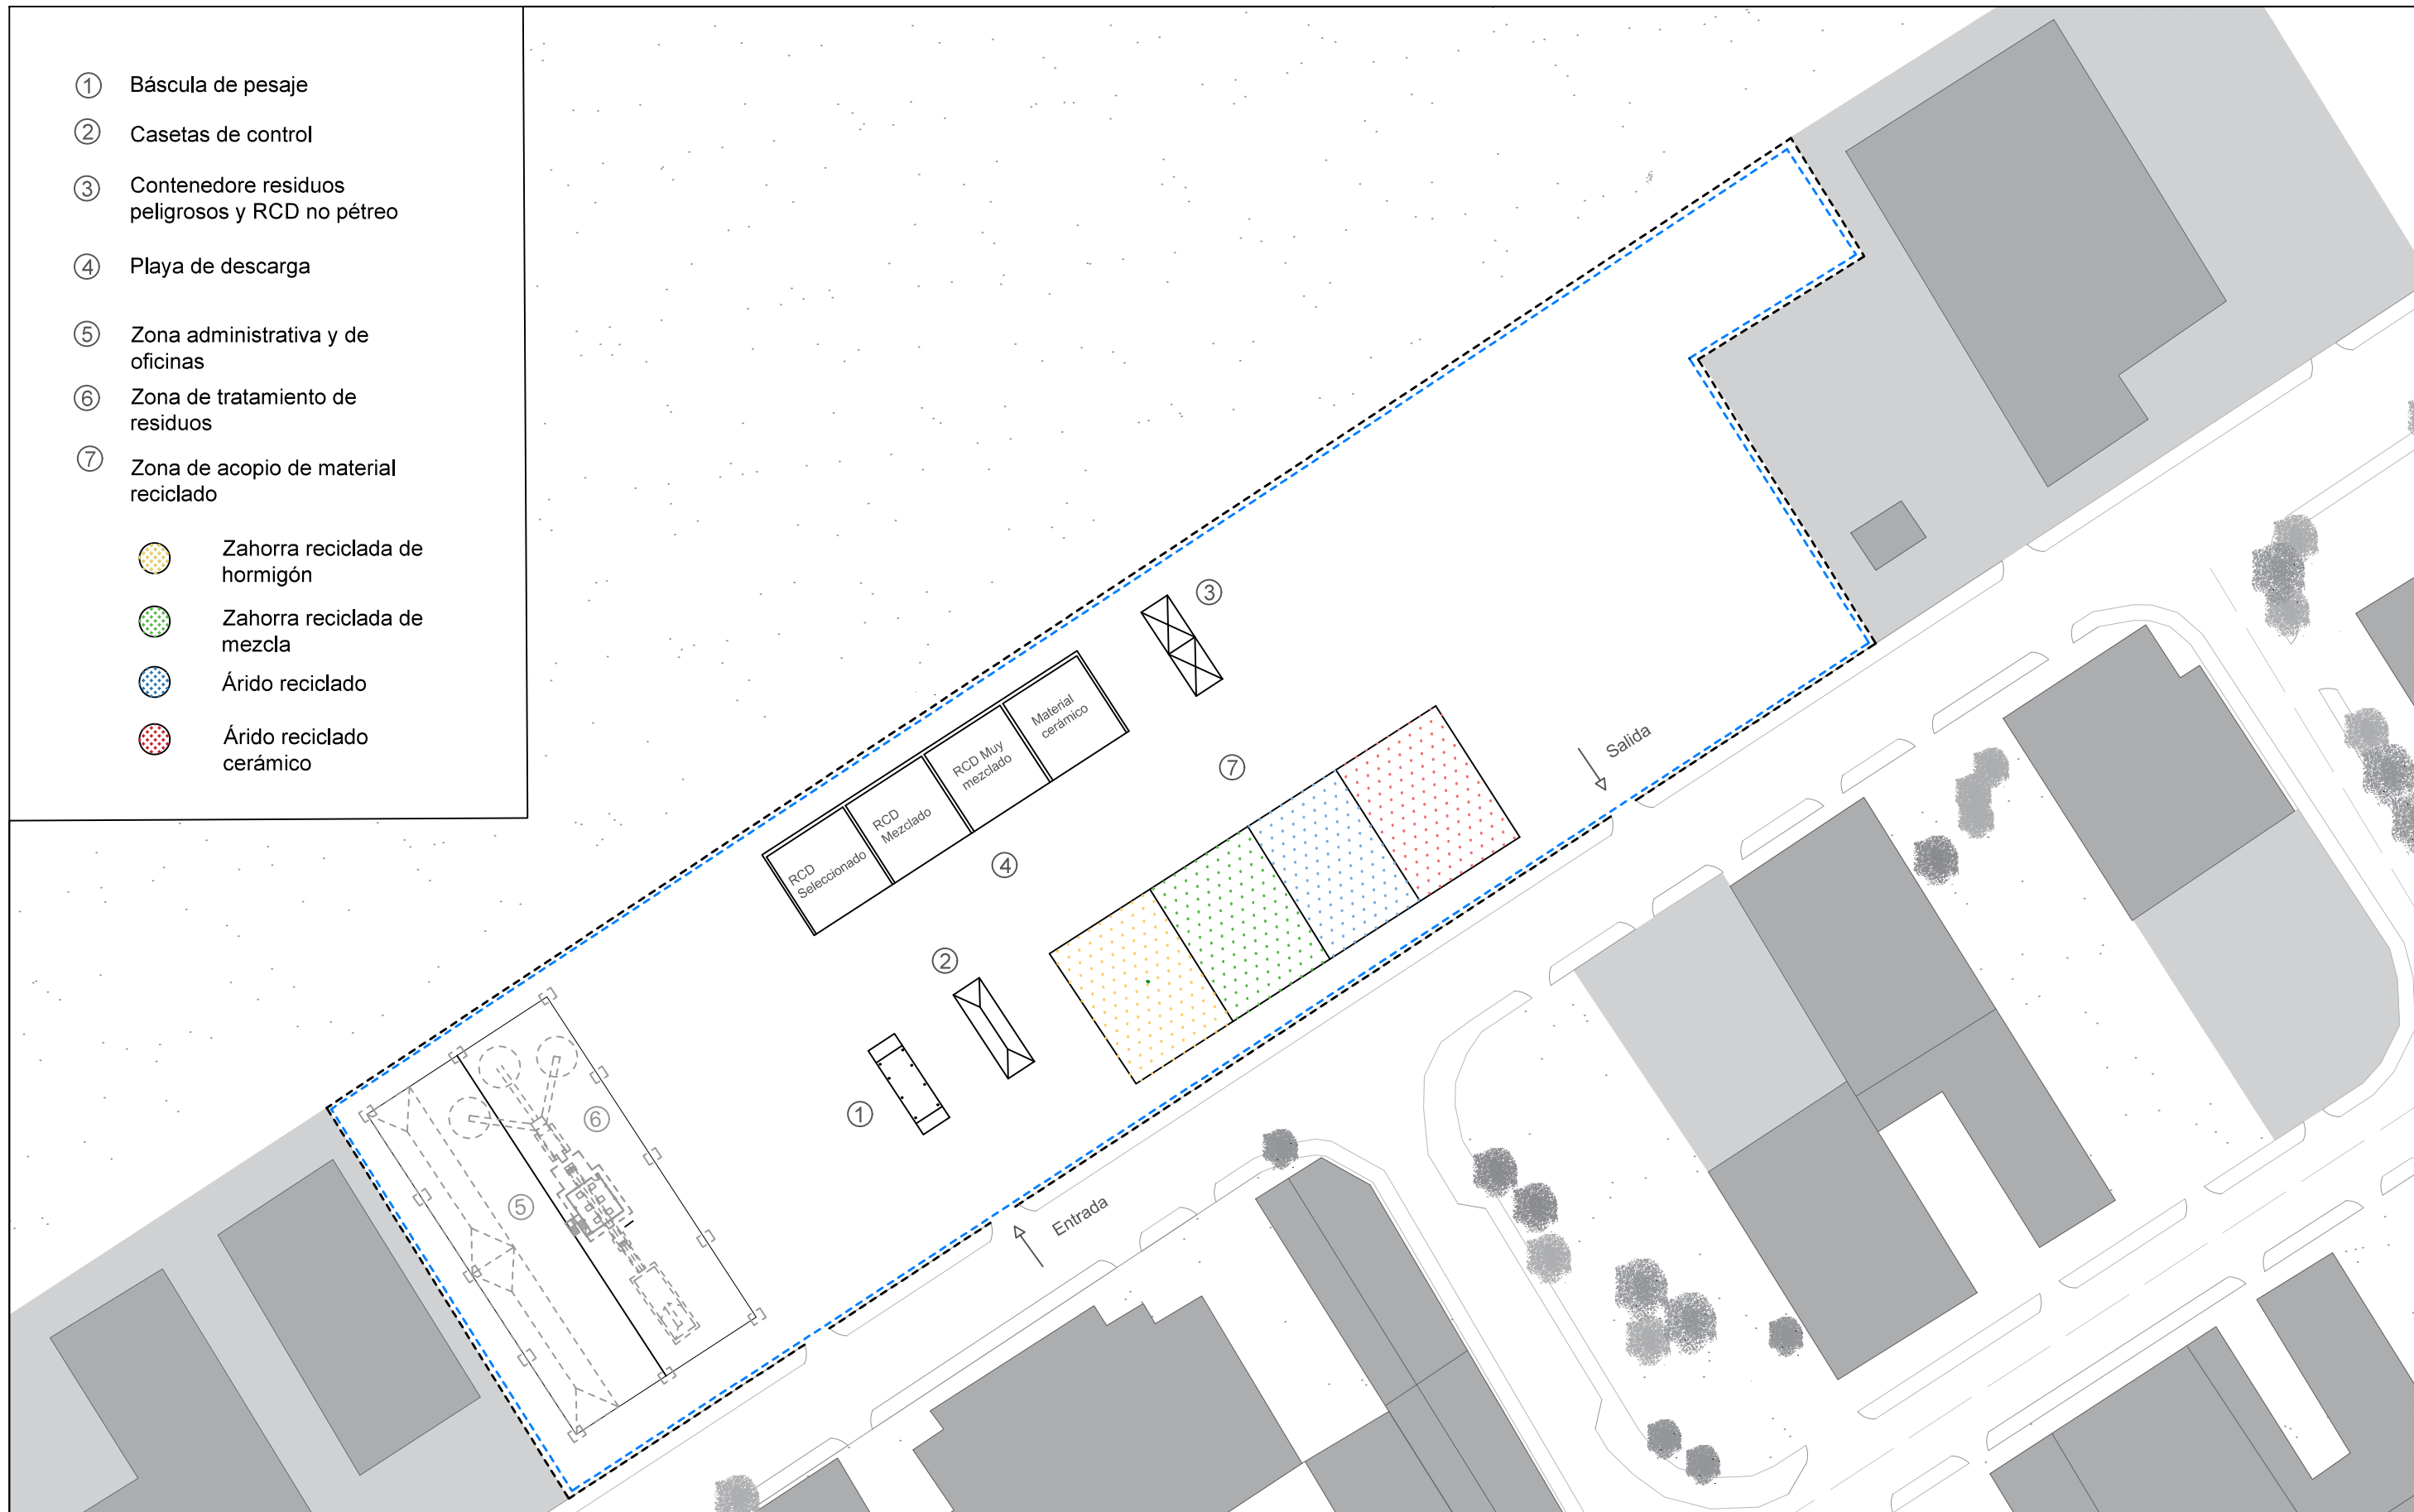 ① Báscula de pesaje
② Casetas de control
③ Contenedore residuos
peligrosos y RCD no pétreo
④ Playa de descarga
⑤ Zona administrativa y de
oficinas
⑥ Zona de tratamiento de
residuos
⑦ Zona de acopio de material
reciclado
Zahorra reciclada de
hormigón
Zahorra reciclada de
mezcla
Árido reciclado
Árido reciclado
cerámico
③
Material
cerámico
RCD Muy
mezclado
RCD
Mezclado
RCD
Seleccionado
④
⑦
Salida
②
①
⑥
⑤
Entrada